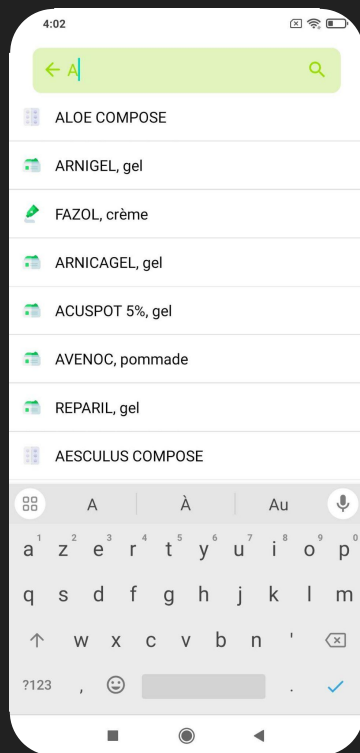 4:02
A
ALOE COMPOSE
ARNIGEL, gel
FAZOL, crème
ARNICAGEL, gel
ACUSPOT 5%, gel
AVENOC, pommade
REPARIL, gel
AESCULUS COMPOSE
A À Au
a 1 z 2 e 3 r 4 t 5 y 6 u 7 i 8 o 9 p 0
q s d f g h j k l m
w x c v b n '
?123 , .